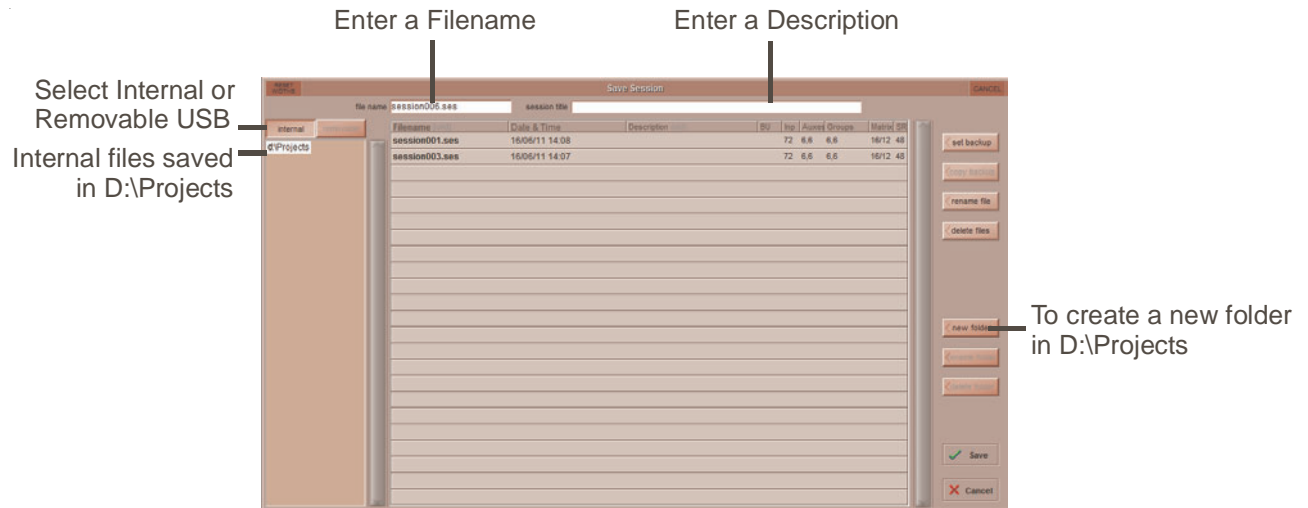 Enter a Filename
Enter a Description
Select Internal or
Removable USB
Internal files saved
in D:\Projects
To create a new folder
in D:\Projects
Save Session
CANCEL
file name session006.ses
session title
internal
d:\Projects
Filename Date & Time Description BU Inp Auxes Groups Matrix SR
session001.ses 16/06/11 14:08 72 6,6 6,6 16/12 48
session003.ses 16/06/11 14:07 72 6,6 6,6 16/12 48
set backup
copy backup
rename file
delete files
new folder
Save
Cancel